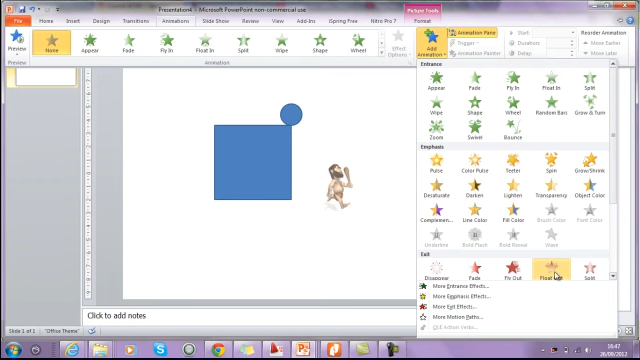 Presentation4 - Microsoft PowerPoint non-commercial use
Picture Tools
File Home Insert Design Transitions Animations Slide Show Review View Add-Ins iSpring Free Nitro Pro 7 Format
Preview
None Appear Fade Fly In Float In Split Wipe Shape Wheel
Effect Options
Animation
Add Animation
Animation Pane
Trigger
Animation Painter
Start:
Duration:
Delay:
Reorder Animation
Move Earlier
Move Later
Entrance
Appear Fade Fly In Float In Split
Wipe Shape Wheel Random Bars Grow & Turn
Zoom Swivel Bounce
Emphasis
Pulse Color Pulse Teeter Spin Grow/Shrink
Desaturate Darken Lighten Transparency Object Color
Complemen... Line Color Fill Color Brush Color Font Color
Underline Bold Flash Bold Reveal Wave
Exit
Disappear Fade Fly Out Float Out Split
More Entrance Effects...
More Emphasis Effects...
More Exit Effects...
More Motion Paths...
OLE Action Verbs...
Click to add notes
Slide 1 of 1 "Office Theme"
16:47
26/09/2012